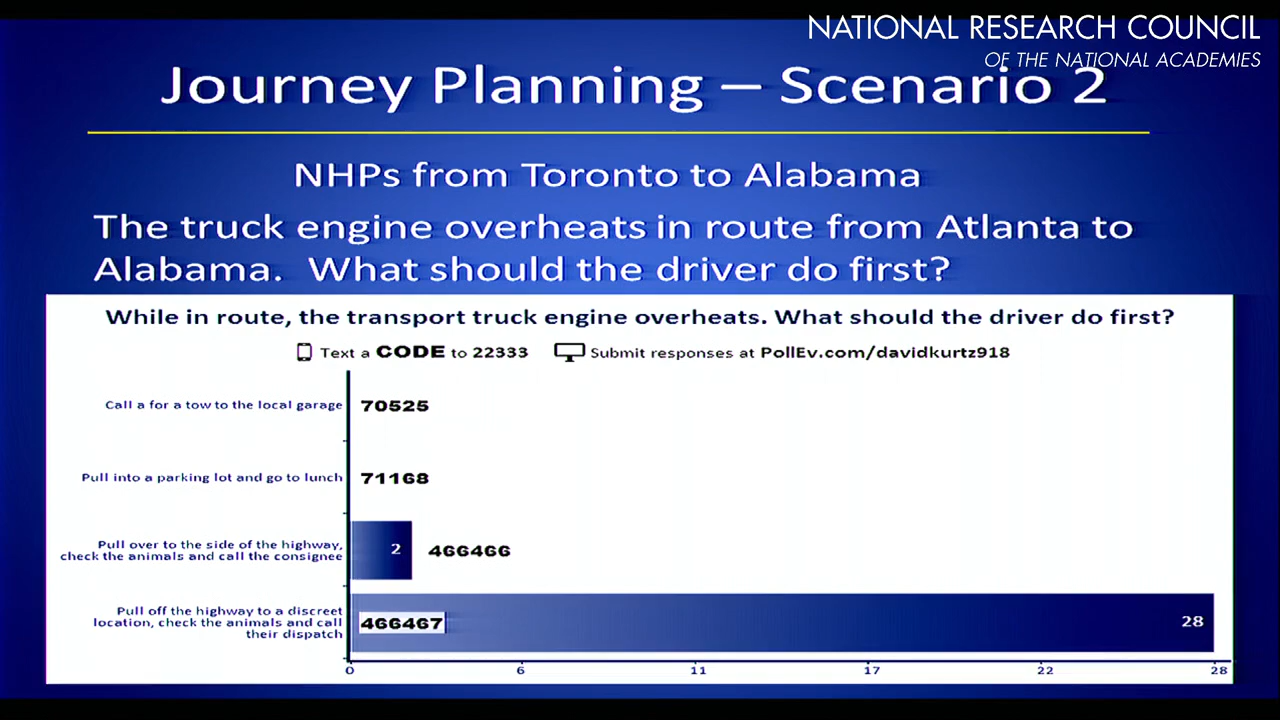 NATIONAL RESEARCH COUNCIL
OF THE NATIONAL ACADEMIES
Journey Planning – Scenario 2
NHPs from Toronto to Alabama
The truck engine overheats in route from Atlanta to
Alabama. What should the driver do first?
While in route, the transport truck engine overheats. What should the driver do first?
Text a CODE to 22333
Submit responses at PollEv.com/davidkurtz918
Call a for a tow to the local garage
70525
Pull into a parking lot and go to lunch
71168
Pull over to the side of the highway,
check the animals and call the consignee
2
466466
Pull off the highway to a discreet
location, check the animals and call
their dispatch
466467
28
0 6 11 17 22 28